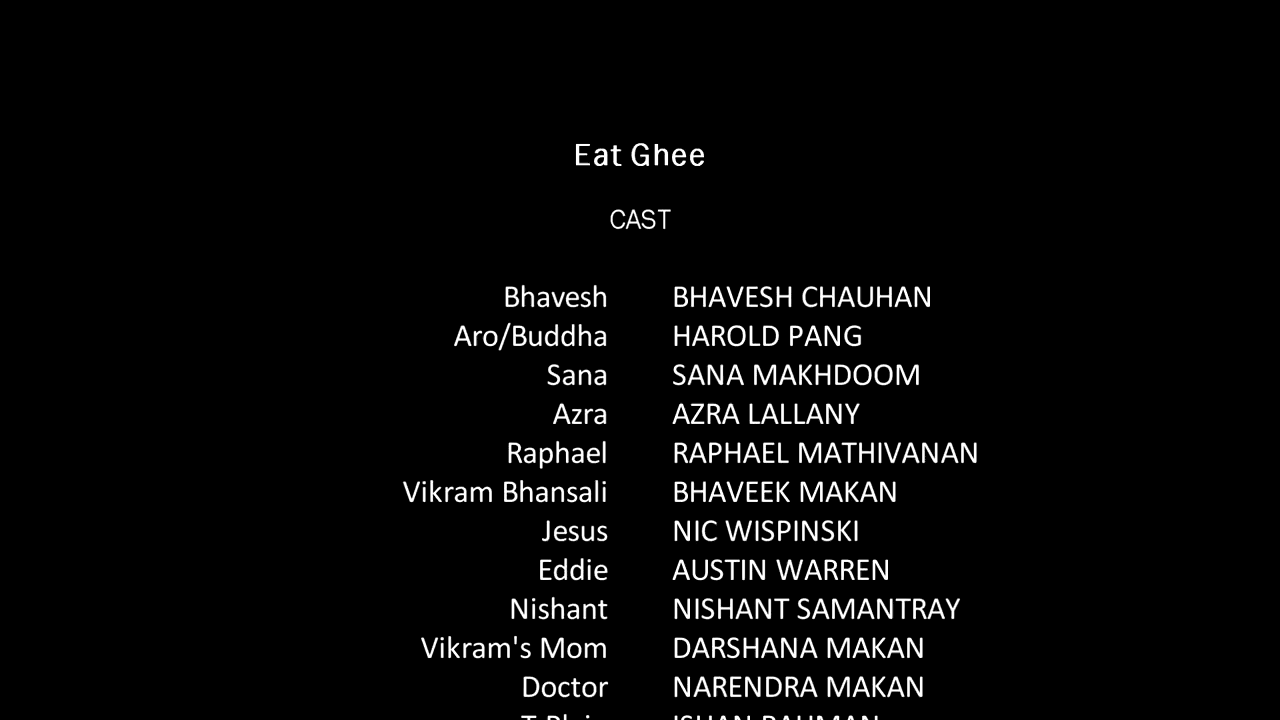 Eat Ghee
CAST
Bhavesh BHAVESH CHAUHAN
Aro/Buddha HAROLD PANG
Sana SANA MAKHDOOM
Azra AZRA LALLANY
Raphael RAPHAEL MATHIVANAN
Vikram Bhansali BHAVEEK MAKAN
Jesus NIC WISPINSKI
Eddie AUSTIN WARREN
Nishant NISHANT SAMANTRAY
Vikram's Mom DARSHANA MAKAN
Doctor NARENDRA MAKAN